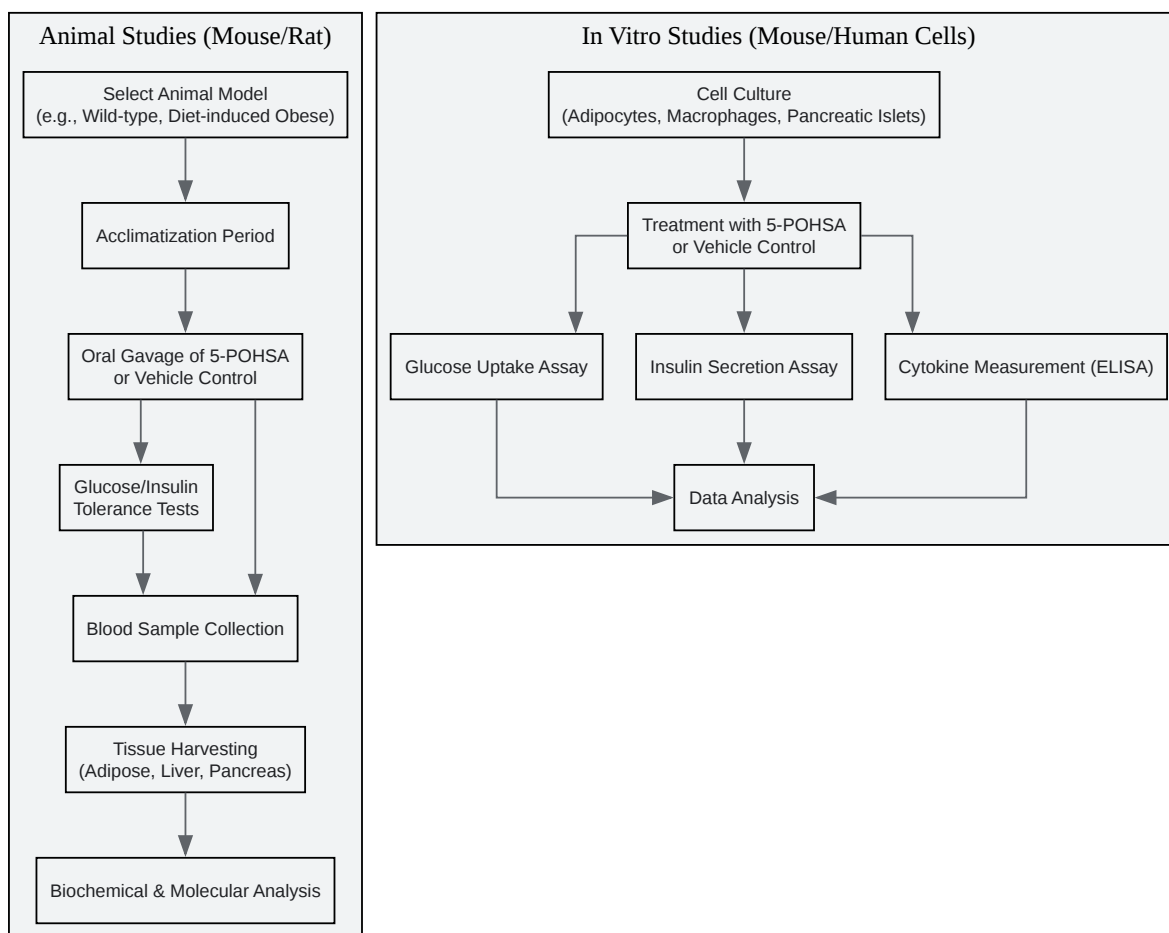 Animal Studies (Mouse/Rat)
Select Animal Model
(e.g., Wild-type, Diet-induced Obese)
Acclimatization Period
Oral Gavage of 5-POHSA
or Vehicle Control
Glucose/Insulin
Tolerance Tests
Blood Sample Collection
Tissue Harvesting
(Adipose, Liver, Pancreas)
Biochemical & Molecular Analysis
In Vitro Studies (Mouse/Human Cells)
Cell Culture
(Adipocytes, Macrophages, Pancreatic Islets)
Treatment with 5-POHSA
or Vehicle Control
Glucose Uptake Assay
Insulin Secretion Assay
Cytokine Measurement (ELISA)
Data Analysis